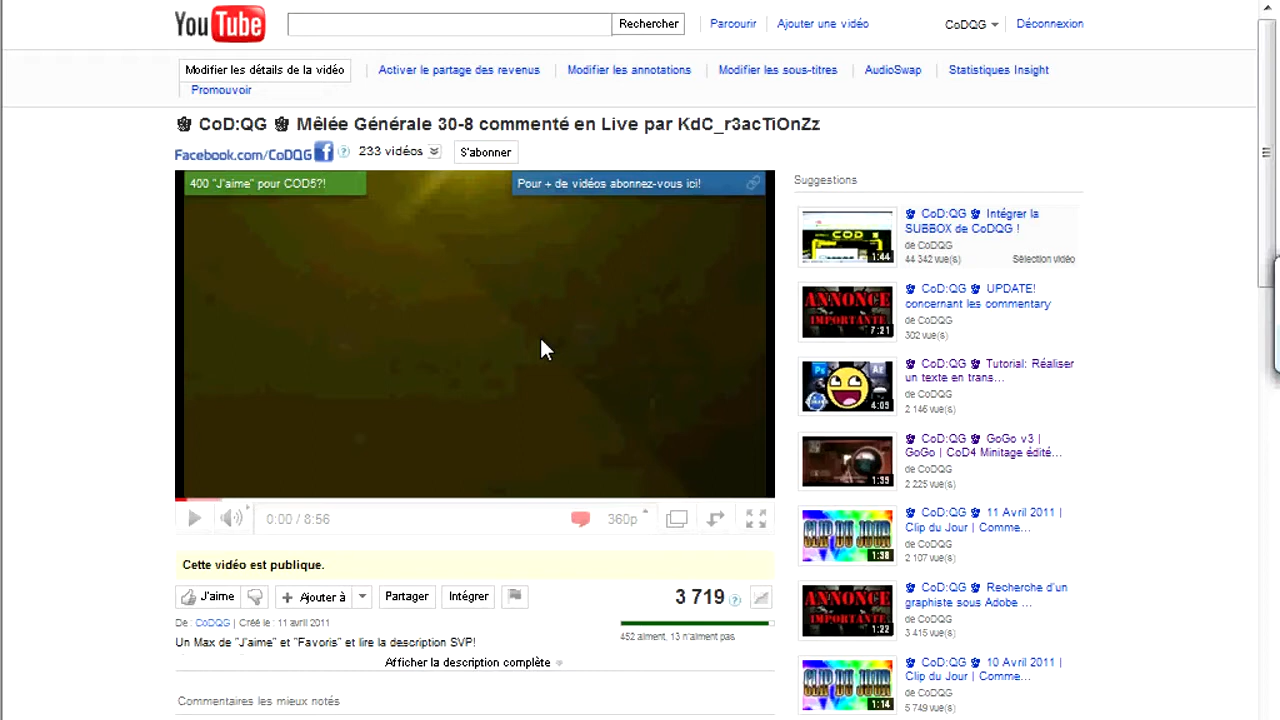 YouTube
Rechercher
Parcourir
Ajouter une vidéo
CoDQG
Déconnexion
Modifier les détails de la vidéo
Activer le partage des revenus
Modifier les annotations
Modifier les sous-titres
AudioSwap
Statistiques Insight
Promouvoir
CoD:QG Mêlée Générale 30-8 commenté en Live par KdC_r3acTiOnZz
Facebook.com/CoDQG f ? 233 vidéos
S'abonner
400 "J'aime" pour COD5?!
Pour + de vidéos abonnez-vous ici!
0:00 / 8:56
360p
Cette vidéo est publique.
J'aime
+ Ajouter à
Partager
Intégrer
3 719 ?
De : CoDQG | Créé le : 11 avril 2011
452 aiment, 13 n'aiment pas
Un Max de "J'aime" et "Favoris" et lire la description SVP!
Afficher la description complète
Commentaires les mieux notés
Suggestions
COD
1:44
CoD:QG Intégrer la
SUBBOX de CoDQG !
de CoDQG
44 342 vue(s)
Sélection vidéo
ANNONCE
IMPORTANTE
7:21
CoD:QG UPDATE!
concernant les commentary
de CoDQG
302 vue(s)
Ps
4:09
CoD:QG Tutorial: Réaliser
un texte en trans...
de CoDQG
2 146 vue(s)
1:35
CoD:QG GoGo v3 |
GoGo | CoD4 Minitage édité...
de CoDQG
2 225 vue(s)
CLIP DU JOUR
1:38
CoD:QG 11 Avril 2011 |
Clip du Jour | Comme...
de CoDQG
2 107 vue(s)
ANNONCE
IMPORTANTE
1:22
CoD:QG Recherche d'un
graphiste sous Adobe ...
de CoDQG
3 415 vue(s)
CLIP DU JOUR
1:14
CoD:QG 10 Avril 2011 |
Clip du Jour | Comme...
de CoDQG
5 749 vue(s)